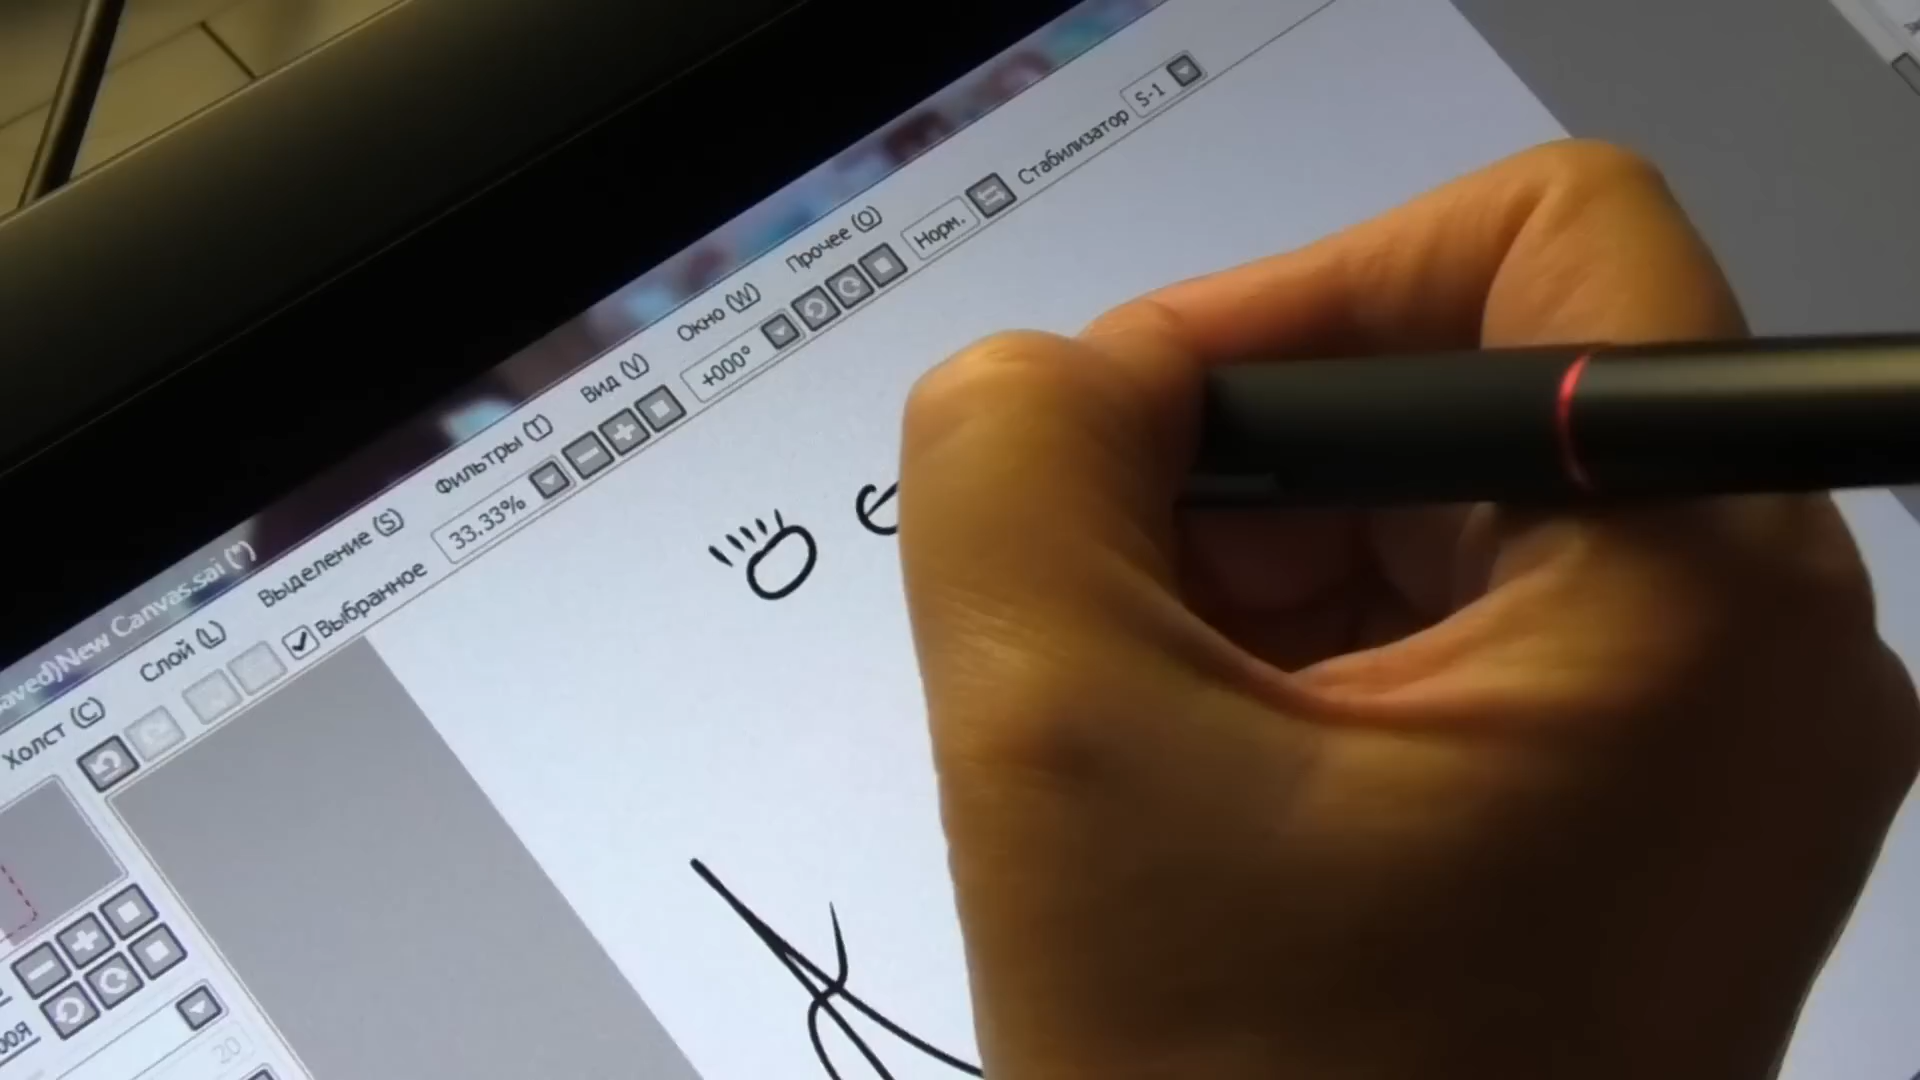 aved)New Canvas.sai (*)
Холст (C) Слой (L) Выделение (S) Фильтры (T) Вид (V) Окно (W) Прочее (O)
Выбранное 33,33% +000° Норм. Стабилизатор S-1
20